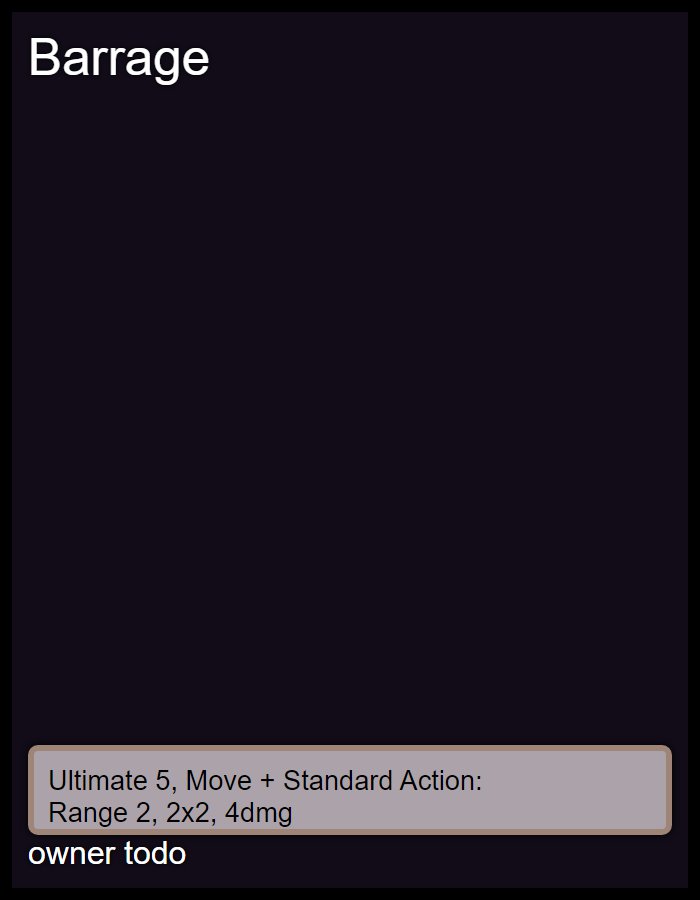 Barrage
Ultimate 5, Move + Standard Action:
Range 2, 2x2, 4dmg
owner todo